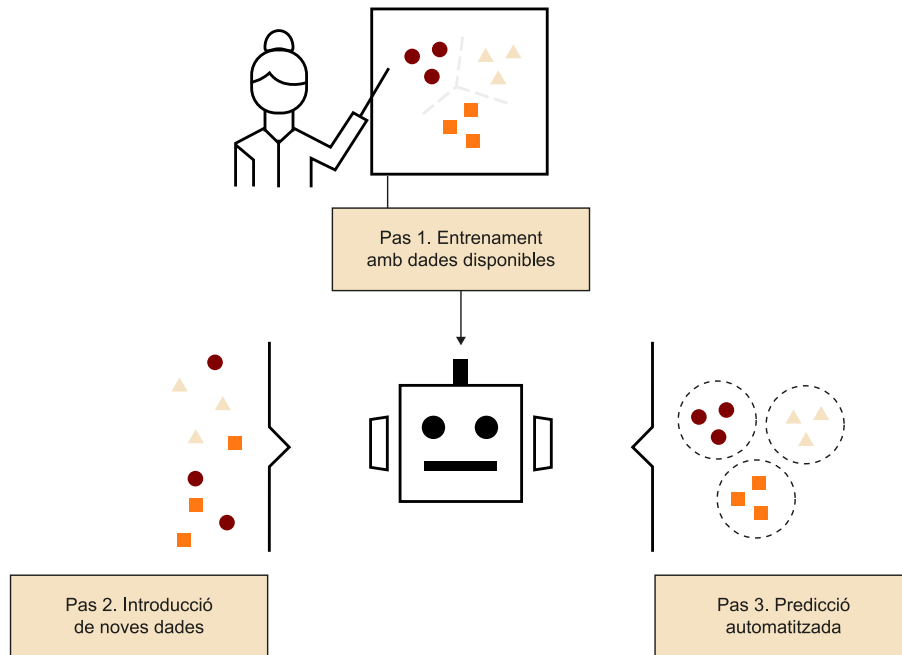 Pas 1. Entrenament
amb dades disponibles
Pas 2. Introducció
de noves dades
Pas 3. Predicció
automatitzada